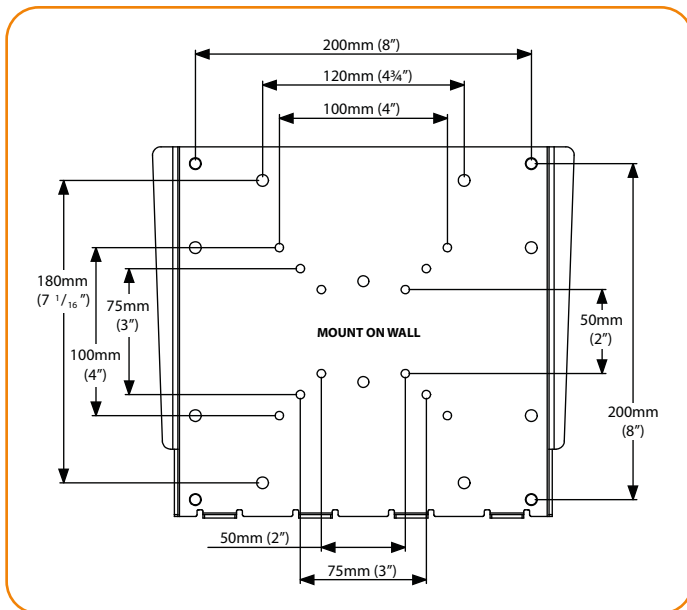 200mm (8”)
120mm (4¾”)
100mm (4”)
180mm
(7 1/16”)
75mm
(3”)
100mm
(4”)
MOUNT ON WALL
50mm
(2”)
200mm
(8”)
50mm (2”)
75mm (3”)